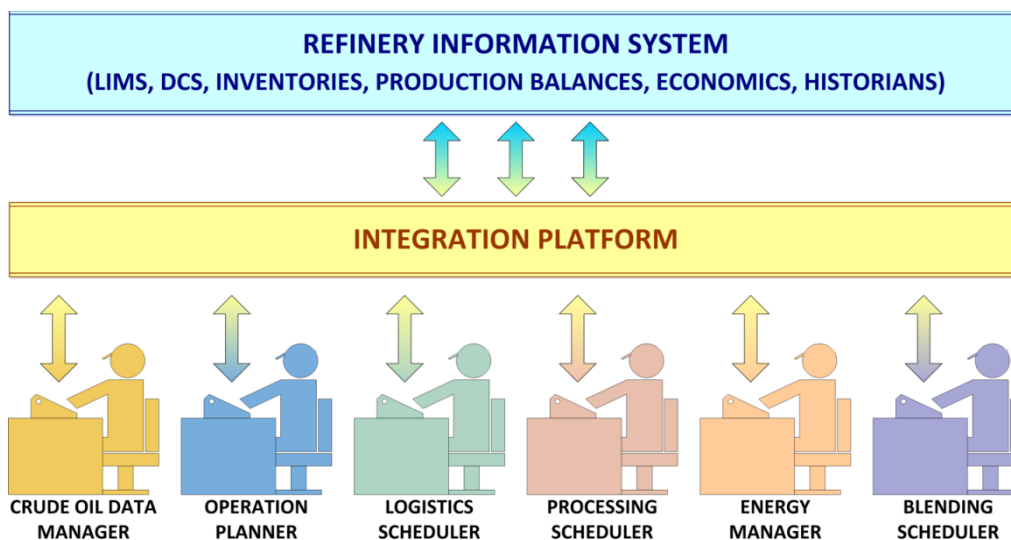 REFINERY INFORMATION SYSTEM
(LIMS, DCS, INVENTORIES, PRODUCTION BALANCES, ECONOMICS, HISTORIANS)
INTEGRATION PLATFORM
CRUDE OIL DATA MANAGER
OPERATION PLANNER
LOGISTICS SCHEDULER
PROCESSING SCHEDULER
ENERGY MANAGER
BLENDING SCHEDULER